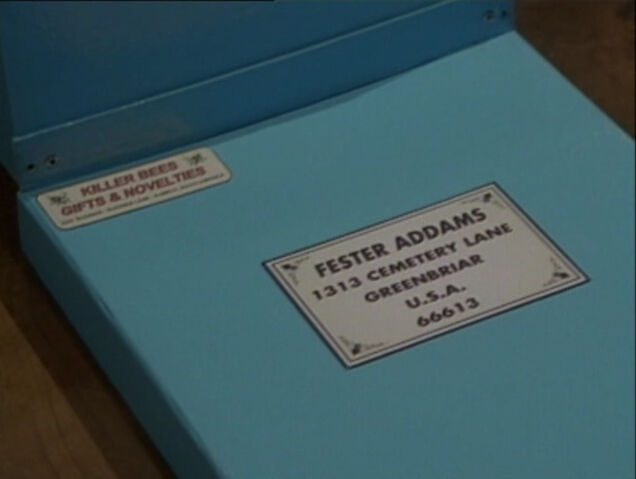 KILLER BEES
GIFTS & NOVELTIES
FESTER ADDAMS
1313 CEMETERY LANE
GREENBRIAR
U.S.A.
66613